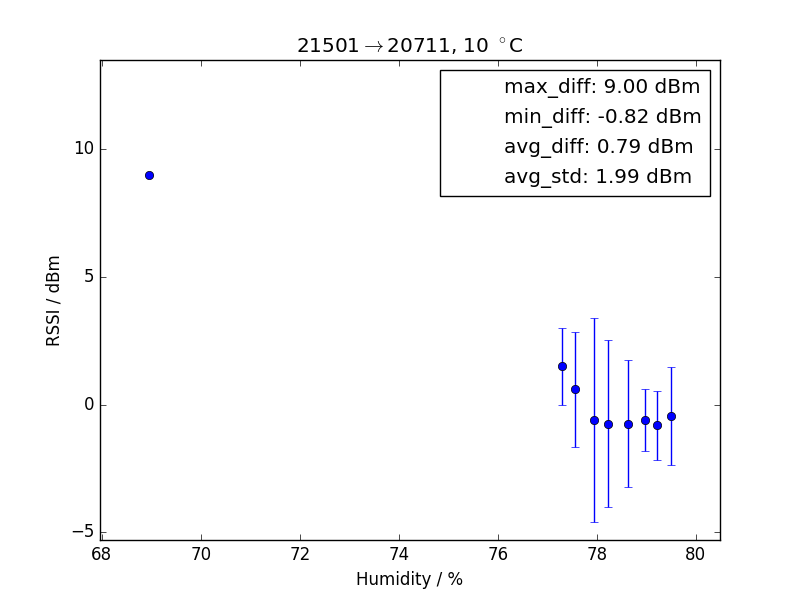 21501→20711, 10 °C
max_diff: 9.00 dBm
min_diff: -0.82 dBm
avg_diff: 0.79 dBm
avg_std: 1.99 dBm
10
5
0
−5
RSSI / dBm
68 70 72 74 76 78 80
Humidity / %